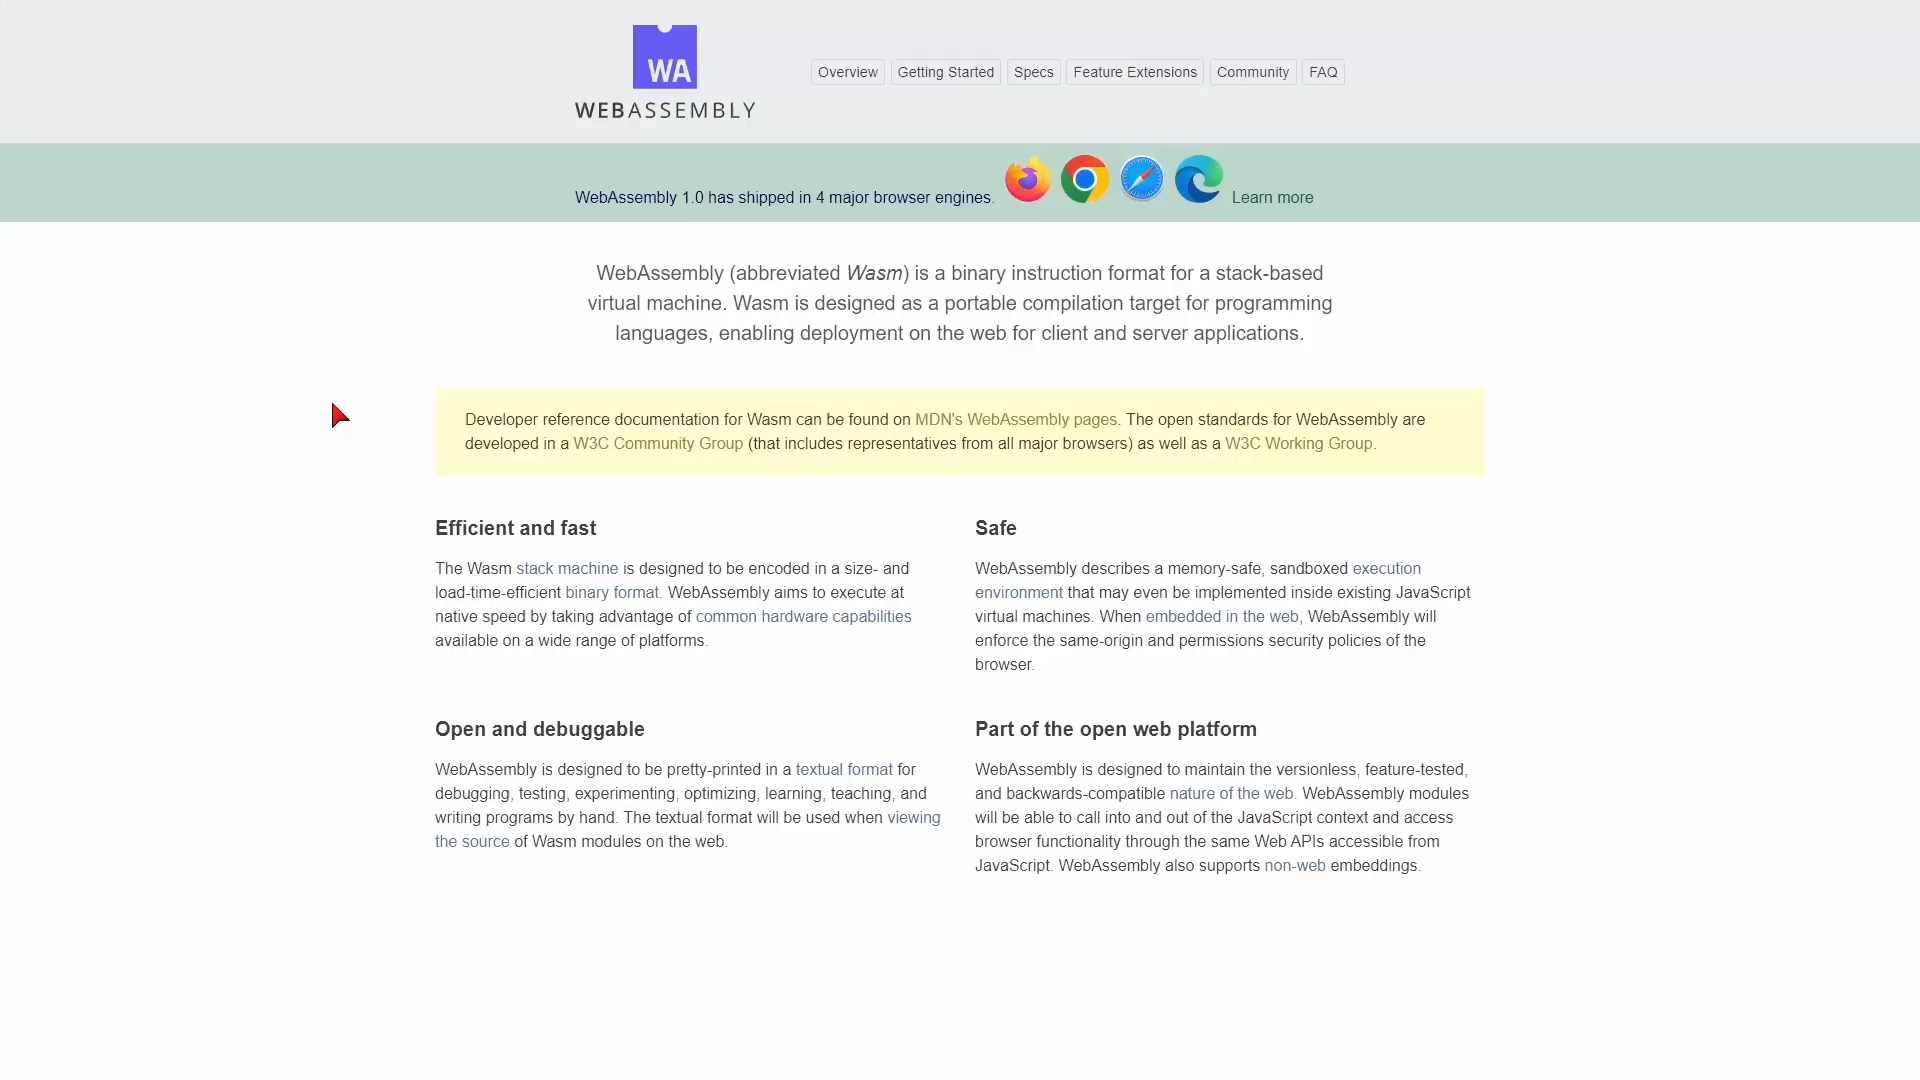 WA
WEBASSEMBLY
Overview Getting Started Specs Feature Extensions Community FAQ
WebAssembly 1.0 has shipped in 4 major browser engines. Learn more
WebAssembly (abbreviated Wasm) is a binary instruction format for a stack-based
virtual machine. Wasm is designed as a portable compilation target for programming
languages, enabling deployment on the web for client and server applications.
Developer reference documentation for Wasm can be found on MDN's WebAssembly pages. The open standards for WebAssembly are
developed in a W3C Community Group (that includes representatives from all major browsers) as well as a W3C Working Group.
Efficient and fast
The Wasm stack machine is designed to be encoded in a size- and
load-time-efficient binary format. WebAssembly aims to execute at
native speed by taking advantage of common hardware capabilities
available on a wide range of platforms.
Safe
WebAssembly describes a memory-safe, sandboxed execution
environment that may even be implemented inside existing JavaScript
virtual machines. When embedded in the web, WebAssembly will
enforce the same-origin and permissions security policies of the
browser.
Open and debuggable
WebAssembly is designed to be pretty-printed in a textual format for
debugging, testing, experimenting, optimizing, learning, teaching, and
writing programs by hand. The textual format will be used when viewing
the source of Wasm modules on the web.
Part of the open web platform
WebAssembly is designed to maintain the versionless, feature-tested,
and backwards-compatible nature of the web. WebAssembly modules
will be able to call into and out of the JavaScript context and access
browser functionality through the same Web APIs accessible from
JavaScript. WebAssembly also supports non-web embeddings.